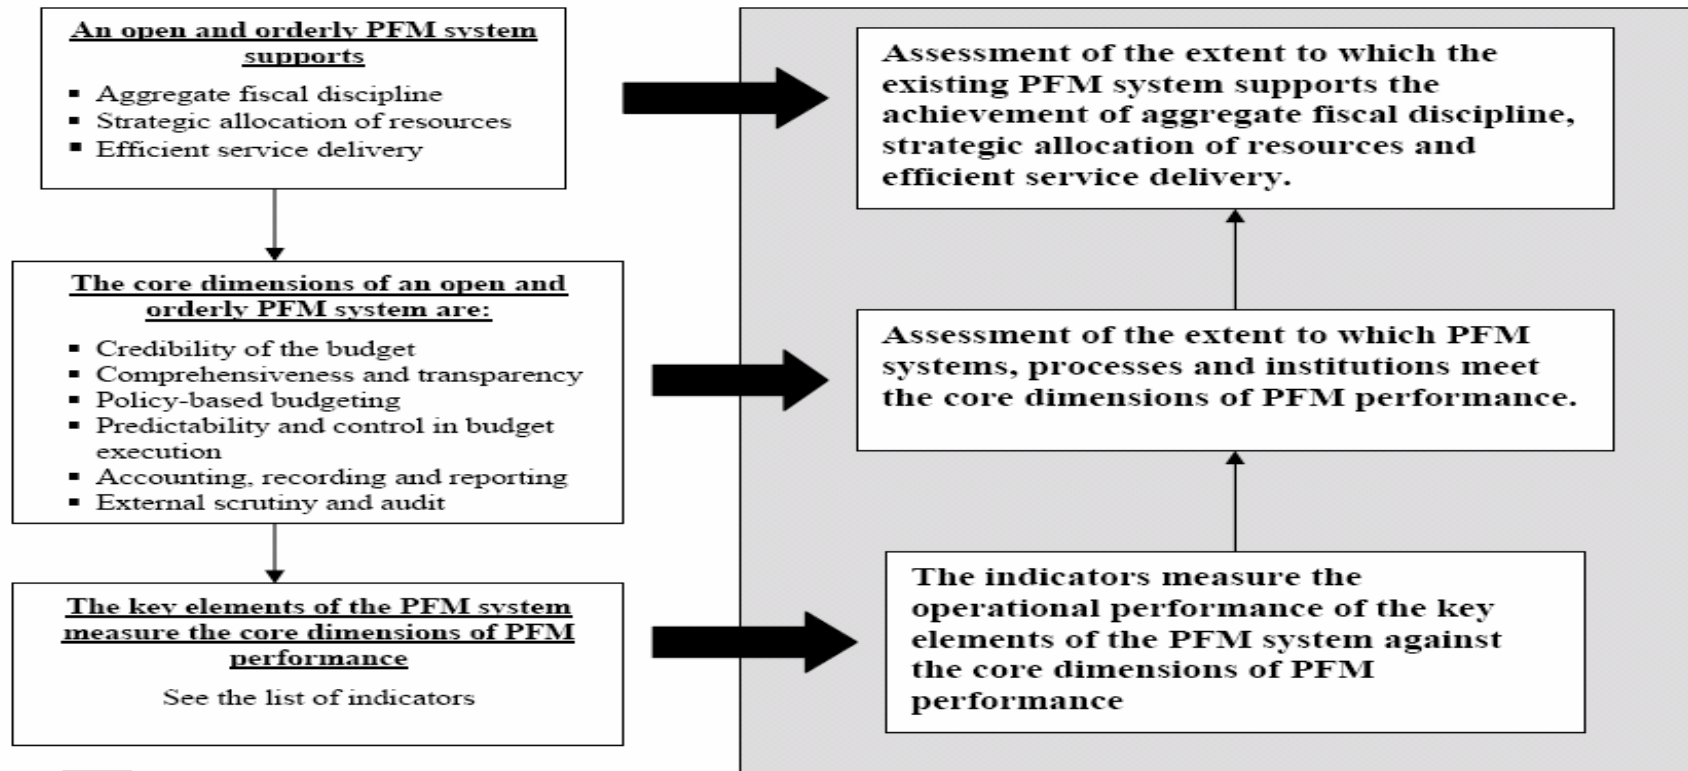 An open and orderly PFM system
supports
▪ Aggregate fiscal discipline
▪ Strategic allocation of resources
▪ Efficient service delivery
Assessment of the extent to which the
existing PFM system supports the
achievement of aggregate fiscal discipline,
strategic allocation of resources and
efficient service delivery.
The core dimensions of an open and
orderly PFM system are:
▪ Credibility of the budget
▪ Comprehensiveness and transparency
▪ Policy-based budgeting
▪ Predictability and control in budget
execution
▪ Accounting, recording and reporting
▪ External scrutiny and audit
Assessment of the extent to which PFM
systems, processes and institutions meet
the core dimensions of PFM performance.
The key elements of the PFM system
measure the core dimensions of PFM
performance
See the list of indicators
The indicators measure the
operational performance of the key
elements of the PFM system against
the core dimensions of PFM
performance